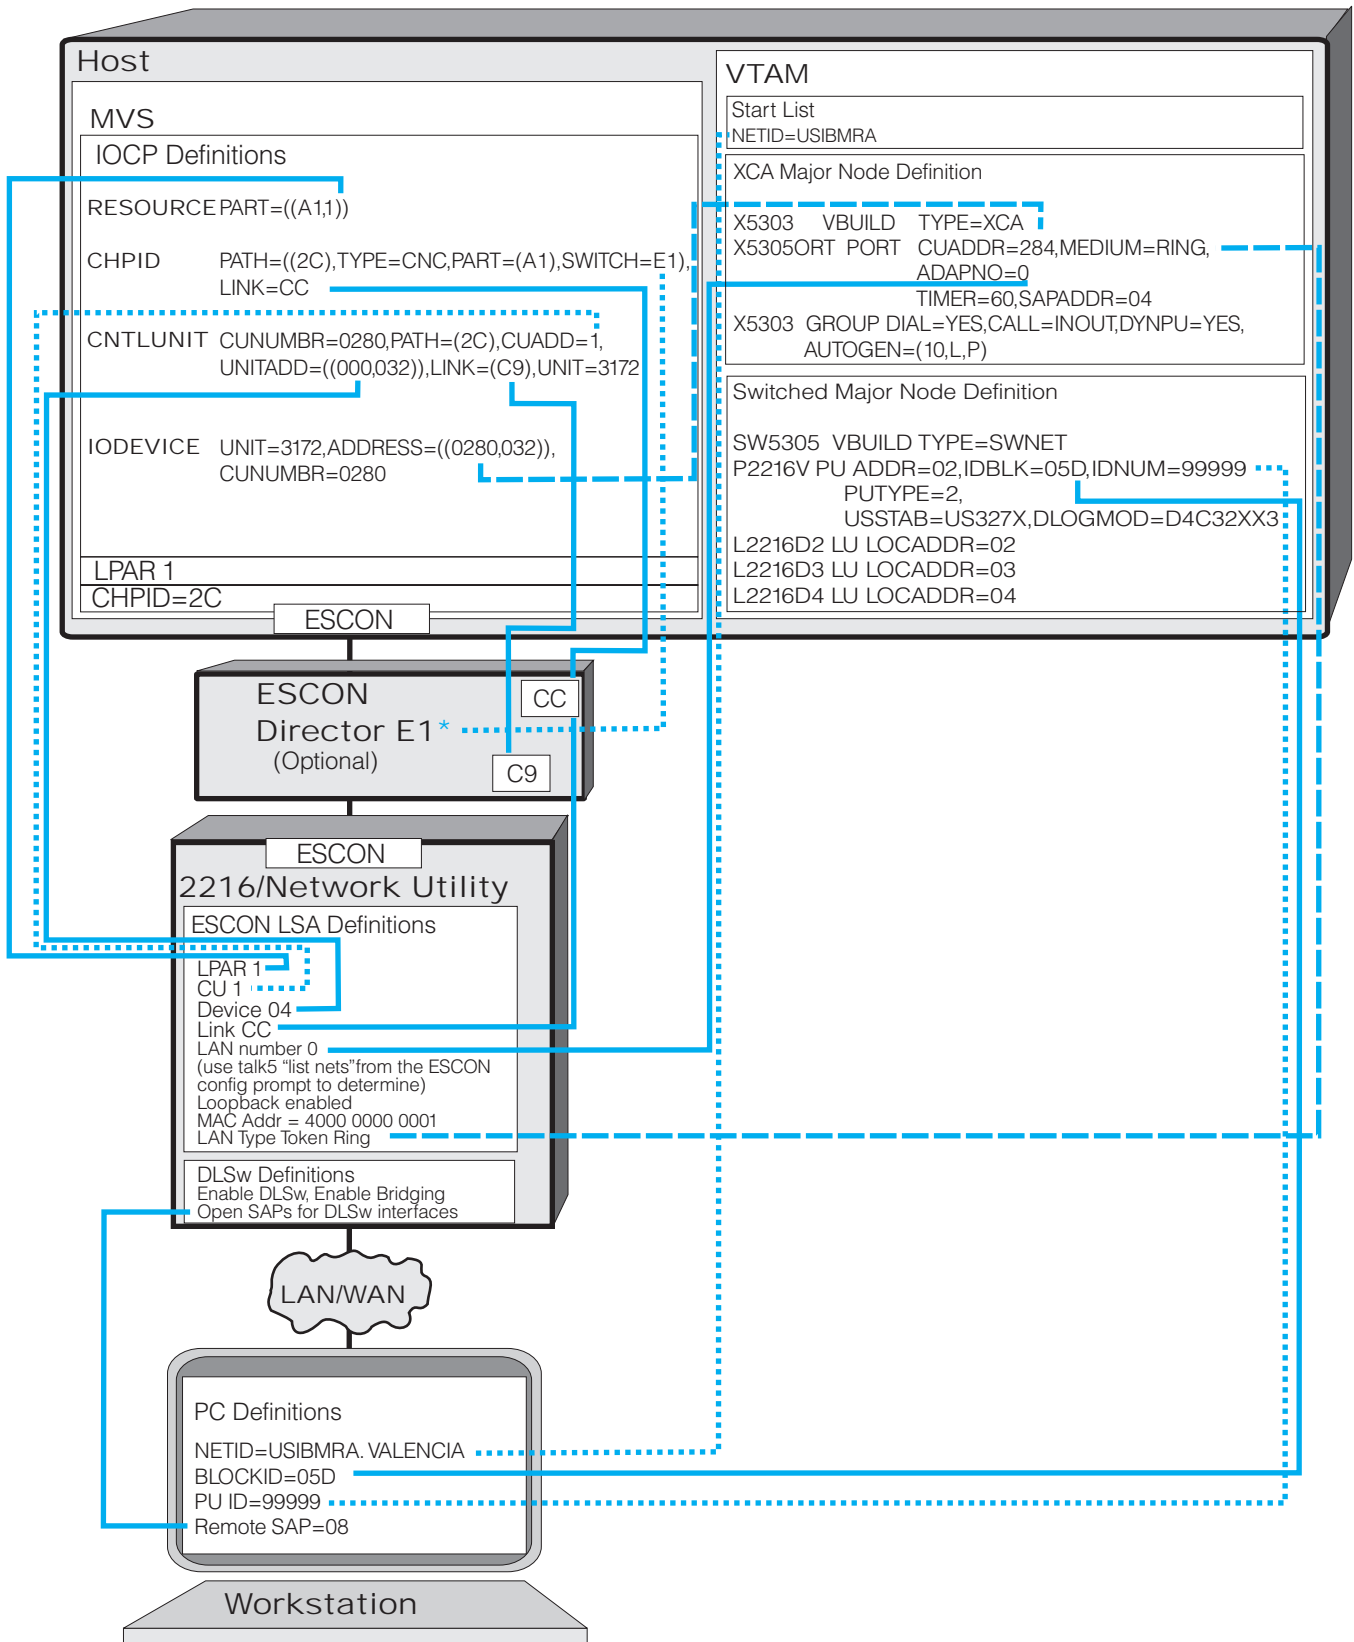 Host
MVS
IOCP Definitions
RESOURCE PART=((A1,1))
CHPID PATH=((2C),TYPE=CNC,PART=(A1),SWITCH=E1),
LINK=CC
CNTLUNIT CUNUMBR=0280,PATH=(2C),CUADD=1,
UNITADD=((000,032)),LINK=(C9),UNIT=3172
IODEVICE UNIT=3172,ADDRESS=((0280,032)),
CUNUMBR=0280
LPAR 1
CHPID=2C
ESCON
VTAM
Start List
NETID=USIBMRA
XCA Major Node Definition
X5303 VBUILD TYPE=XCA
X5305ORT PORT CUADDR=284,MEDIUM=RING,
ADAPNO=0
TIMER=60,SAPADDR=04
X5303 GROUP DIAL=YES,CALL=INOUT,DYNPU=YES,
AUTOGEN=(10,L,P)
Switched Major Node Definition
SW5305 VBUILD TYPE=SWNET
P2216V PU ADDR=02,IDBLK=05D,IDNUM=99999
PUTYPE=2,
USSTAB=US327X,DLOGMOD=D4C32XX3
L2216D2 LU LOCADDR=02
L2216D3 LU LOCADDR=03
L2216D4 LU LOCADDR=04
ESCON
Director E1*
(Optional)
CC
C9
ESCON
2216/Network Utility
ESCON LSA Definitions
LPAR 1
CU 1
Device 04
Link CC
LAN number 0
(use talk5 “list nets”from the ESCON
config prompt to determine)
Loopback enabled
MAC Addr = 4000 0000 0001
LAN Type Token Ring
DLSw Definitions
Enable DLSw, Enable Bridging
Open SAPs for DLSw interfaces
LAN/WAN
PC Definitions
NETID=USIBMRA. VALENCIA
BLOCKID=05D
PU ID=99999
Remote SAP=08
Workstation